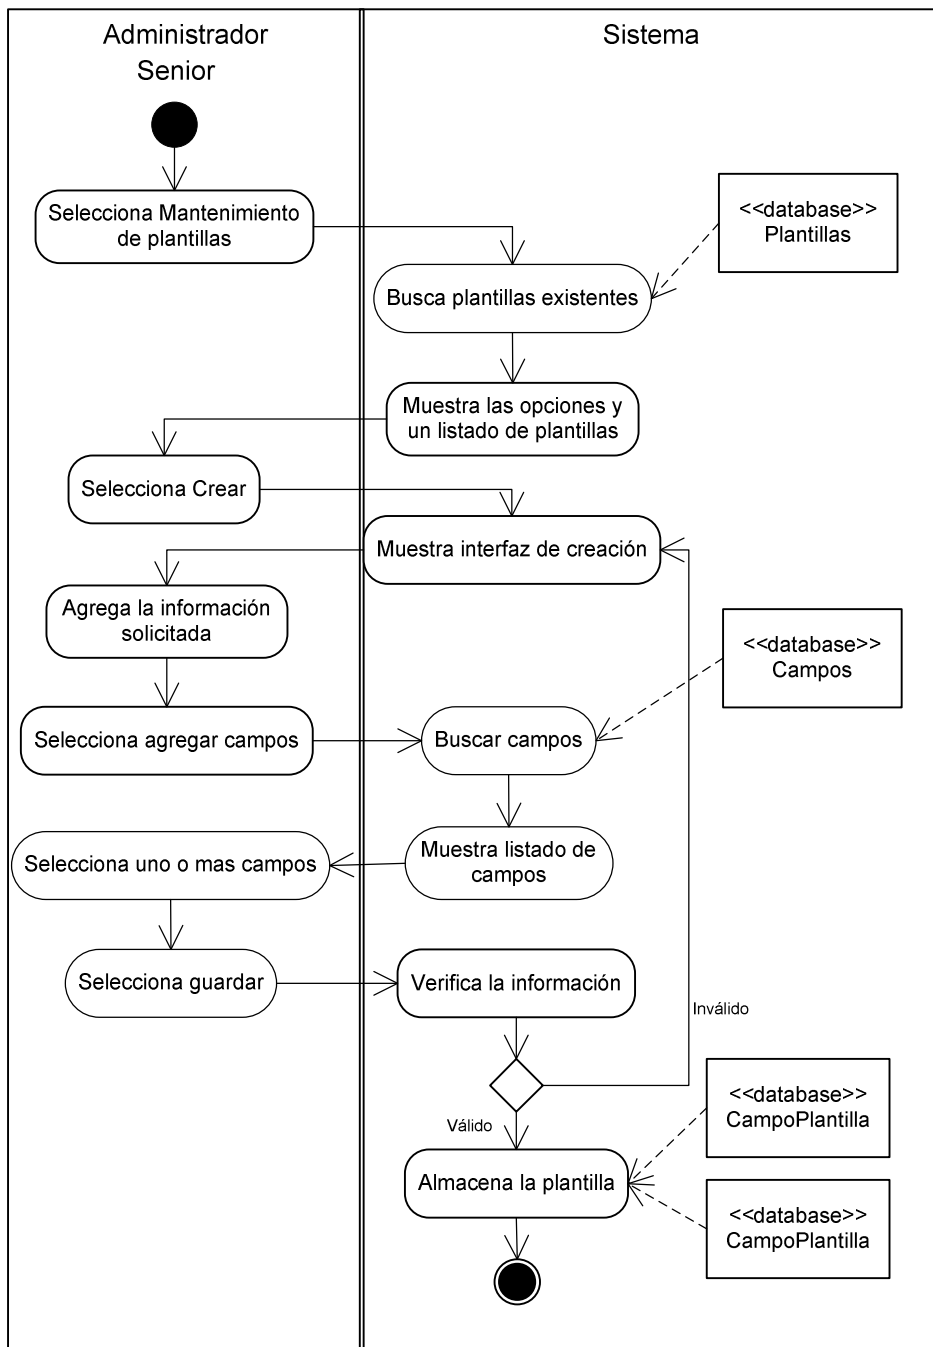 Administrador
Senior
Sistema
Selecciona Mantenimiento
de plantillas
<<database>>
Plantillas
Busca plantillas existentes
Muestra las opciones y
un listado de plantillas
Selecciona Crear
Muestra interfaz de creación
Agrega la información
solicitada
<<database>>
Campos
Selecciona agregar campos
Buscar campos
Muestra listado de
campos
Selecciona uno o mas campos
Selecciona guardar
Verifica la información
Inválido
<<database>>
CampoPlantilla
Válido
Almacena la plantilla
<<database>>
CampoPlantilla